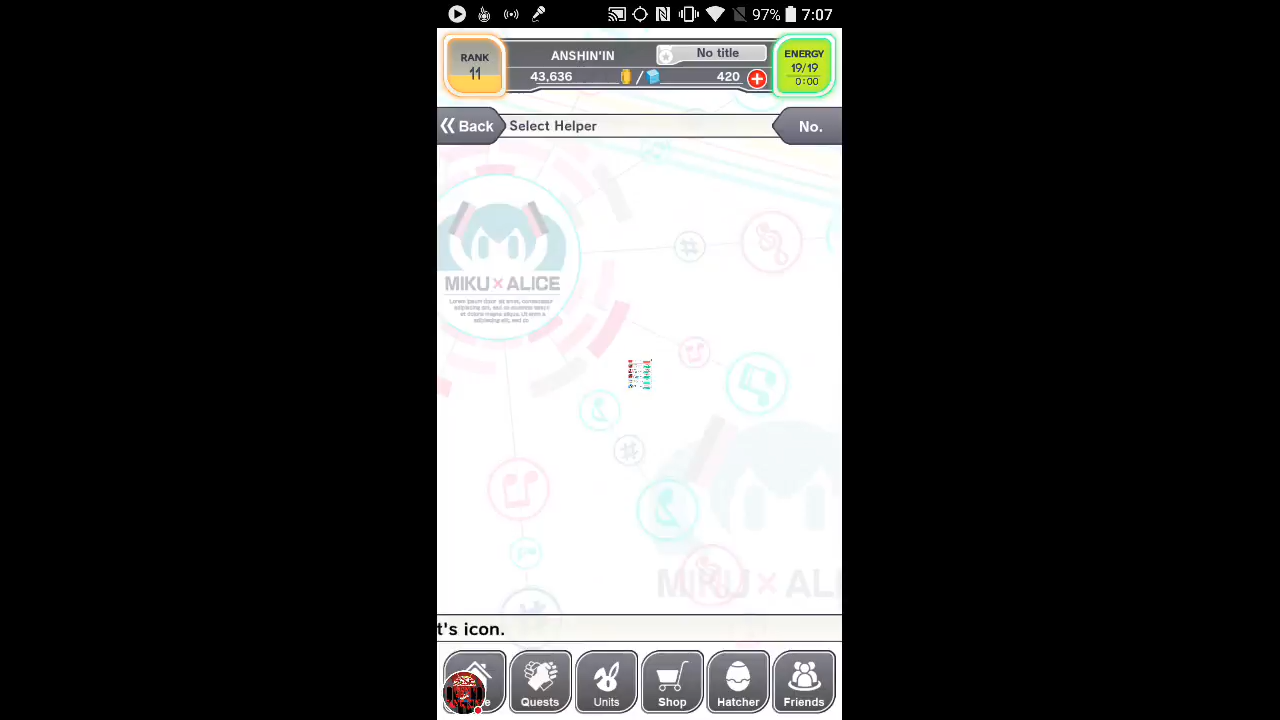 97% 7:07
RANK
11
ANSHIN'IN
No title
43,636 / 420
ENERGY
19/19
0:00
Back
Select Helper
No.
MIKU×ALICE
MIKU×ALI
t's icon.
Quests
Units
Shop
Hatcher
Friends